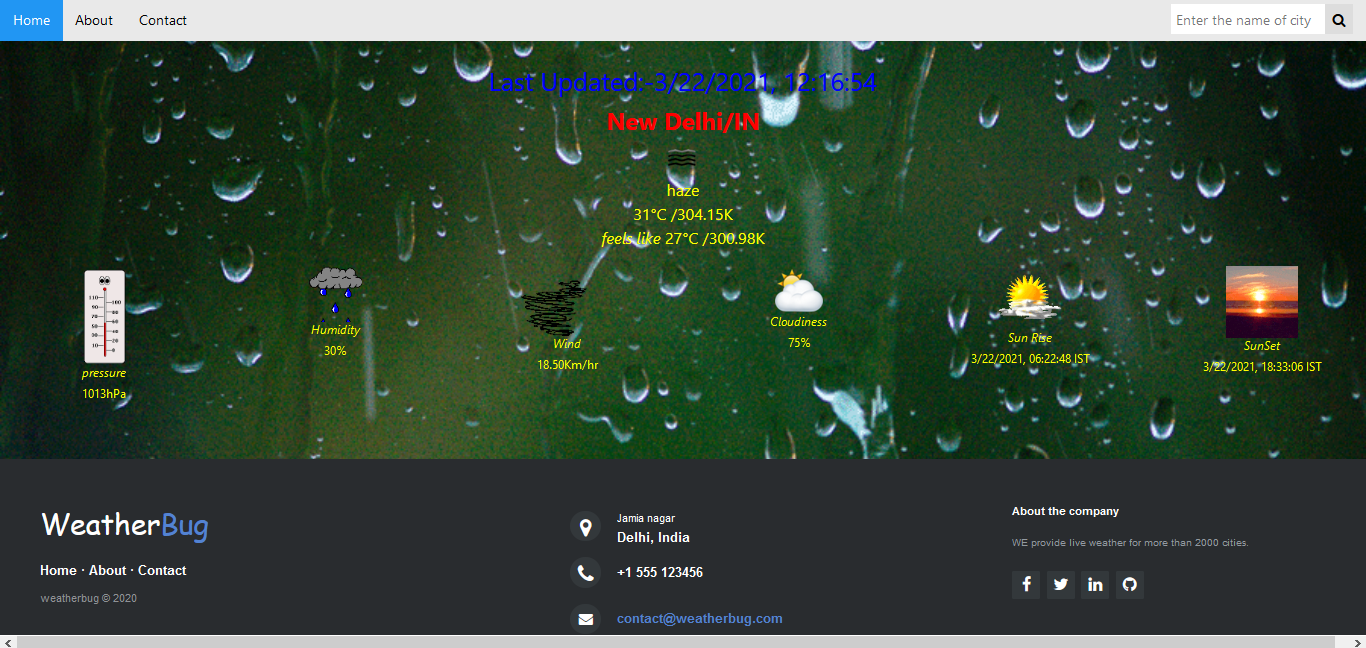 Home About Contact
Enter the name of city
Last Updated:-3/22/2021, 12:16:54
New Delhi/IN
haze
31°C /304.15K
feels like 27°C /300.98K
pressure
1013hPa
Humidity
30%
Wind
18.50Km/hr
Cloudiness
75%
Sun Rise
3/22/2021, 06:22:48 IST
SunSet
3/22/2021, 18:33:06 IST
WeatherBug
Home · About · Contact
weatherbug © 2020
Jamia nagar
Delhi, India
+1 555 123456
contact@weatherbug.com
About the company
WE provide live weather for more than 2000 cities.